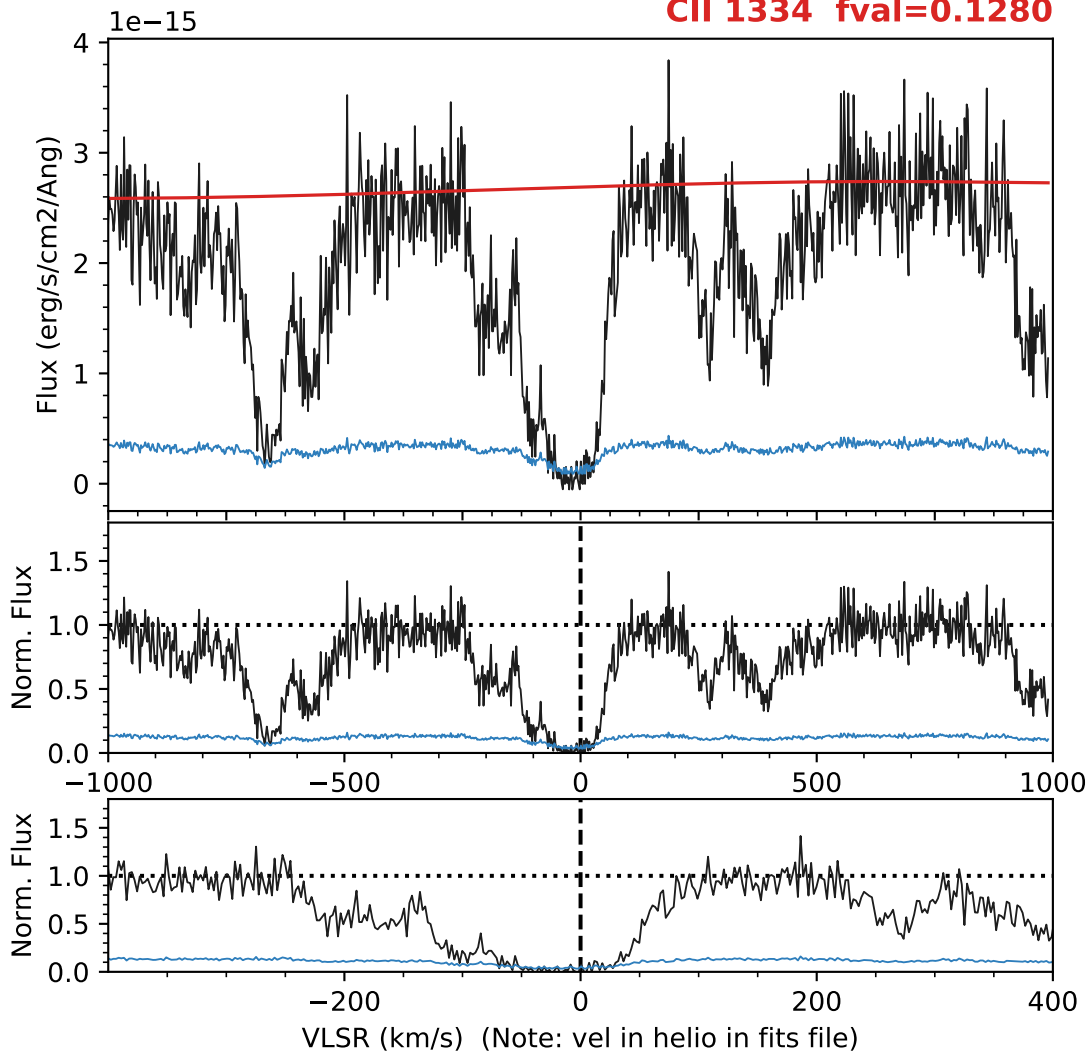 CII 1334 fval=0.1280
1e−15
4
3
2
1
0
Flux (erg/s/cm2/Ang)
1.5
1.0
0.5
0.0
Norm. Flux
−1000 −500 0 500 1000
1.5
1.0
0.5
0.0
Norm. Flux
−200 0 200 400
VLSR (km/s) (Note: vel in helio in fits file)